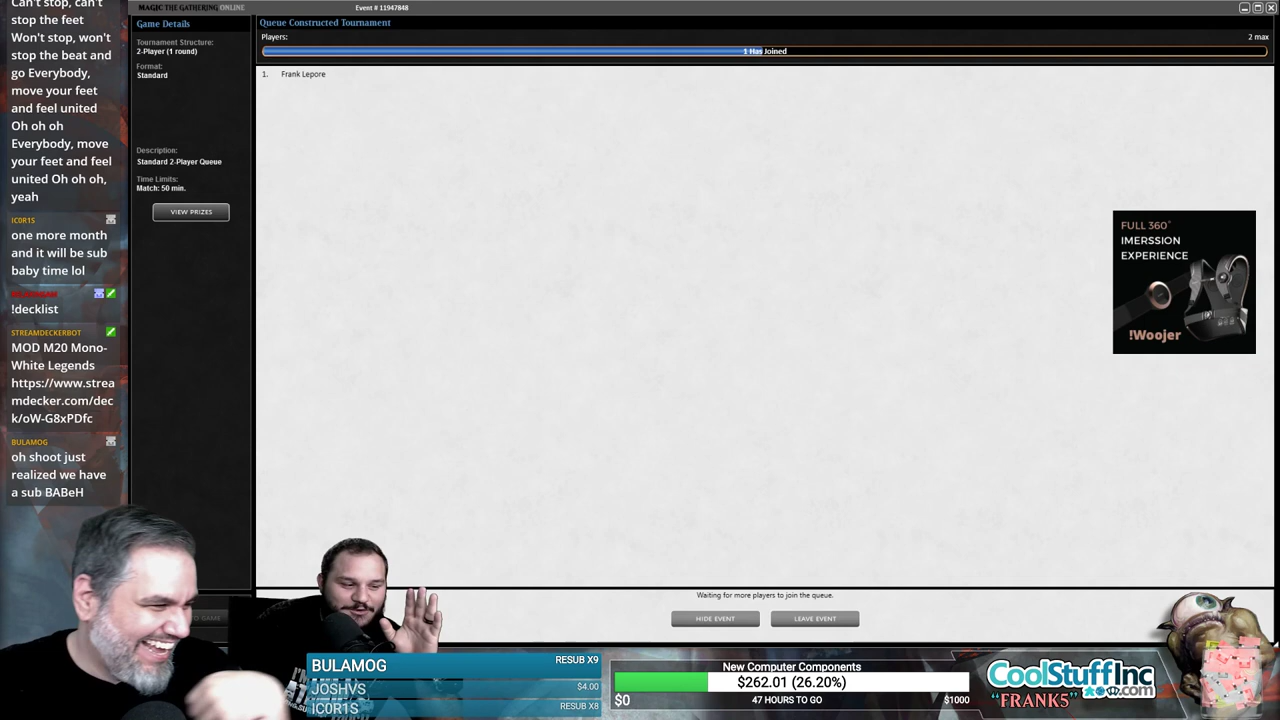 MAGIC THE GATHERING ONLINE
Event # 11947848
Can't stop, can't
stop the feet
Won't stop, won't
stop the beat and
go Everybody,
move your feet
and feel united
Oh oh oh
Everybody, move
your feet and feel
united Oh oh oh,
yeah
IC0R1S
one more month
and it will be sub
baby time lol
!decklist
STREAMDECKERBOT
MOD M20 Mono-
White Legends
https://www.strea
mdecker.com/dec
k/oW-G8xPDfc
BULAMOG
oh shoot just
realized we have
a sub BABeH
Game Details
Tournament Structure:
2-Player (1 round)
Format:
Standard
Description:
Standard 2-Player Queue
Time Limits:
Match: 50 min.
VIEW PRIZES
Queue Constructed Tournament
Players:
2 max
1 Has Joined
1. Frank Lepore
FULL 360°
IMERSSION
EXPERIENCE
!Woojer
Waiting for more players to join the queue.
HIDE EVENT
LEAVE EVENT
GAME
BULAMOG RESUB X9
JOSHVS $4.00
IC0R1S RESUB X8
New Computer Components
$262.01 (26.20%)
$0 47 HOURS TO GO $1000
CoolStuffInc
.com
"FRANK5"